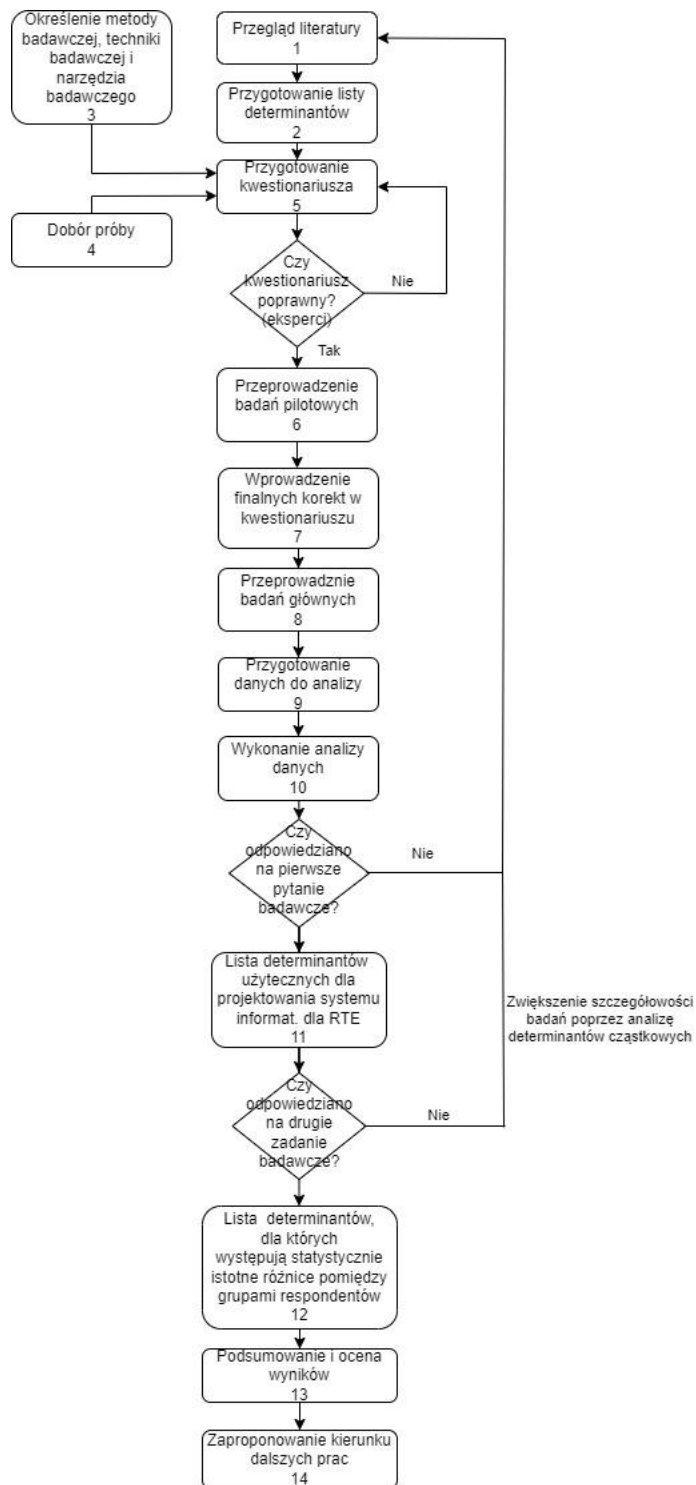 Określenie metody
badawczej, techniki
badawczej i
narzędzia
badawczego
3
Przegląd literatury
1
Przygotowanie listy
determinantów
2
Przygotowanie
kwestionariusza
5
Dobór próby
4
Czy
kwestionariusz
poprawny?
(eksperci)
Nie
Tak
Przeprowadzenie
badań pilotowych
6
Wprowadzenie
finalnych korekt w
kwestionariuszu
7
Przeprowadznie
badań głównych
8
Przygotowanie
danych do analizy
9
Wykonanie analizy
danych
10
Czy
odpowiedziano
na pierwsze
pytanie
badawcze?
Nie
Lista determinantów
użytecznych dla
projektowania systemu
informat. dla RTE
11
Zwiększenie szczegółowości
badań poprzez analizę
determinantów cząstkowych
Czy
odpowiedziano
na drugie
zadanie
badawcze?
Nie
Lista determinantów,
dla których
występują statystycznie
istotne różnice pomiędzy
grupami respondentów
12
Podsumowanie i ocena
wyników
13
Zaproponowanie kierunku
dalszych prac
14